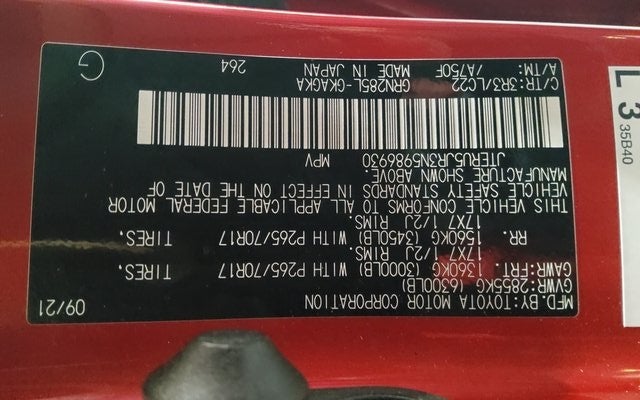 MFD.BY:TOYOTA MOTOR CORPORATION 09/21
GVWR:2855KG (6300LB)
GAWR:FRT. 1360KG (3000LB) WITH P265/70R17 TIRES,
17X7 1/2J RIMS.
RR. 1560KG (3450LB) WITH P265/70R17 TIRES,
17X7 1/2J RIMS.
THIS VEHICLE CONFORMS TO ALL APPLICABLE FEDERAL MOTOR
VEHICLE SAFETY STANDARDS IN EFFECT ON THE DATE OF
MANUFACTURE SHOWN ABOVE.
JTERU5JR3N5986930 MPV
C/TR:3R3/LC22 GRN285L-GKAGKA
A/TM: /A750F MADE IN JAPAN 264 G
L 3
35B40